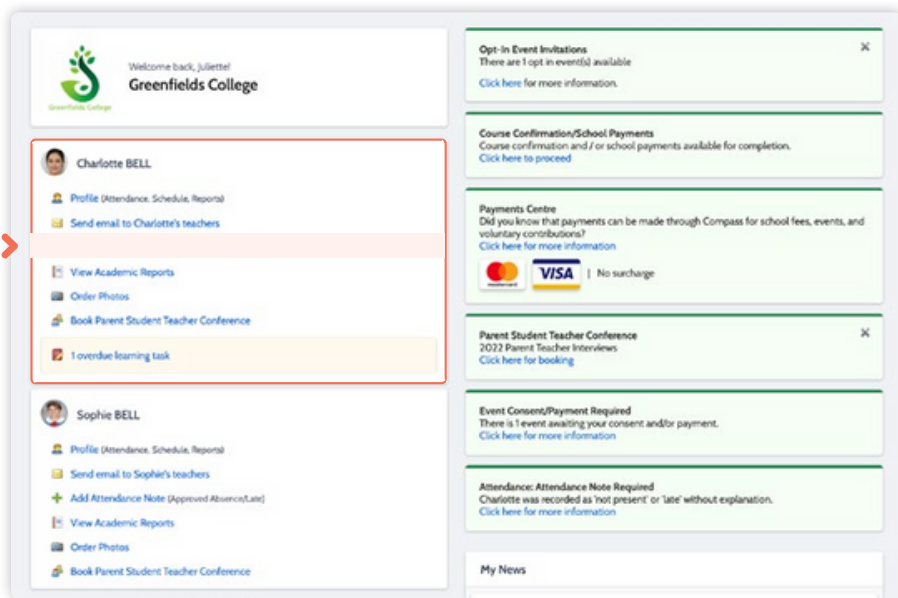 Welcome back, Juliette!
Greenfields College
Greenfields College
Charlotte BELL
Profile (Attendance, Schedule, Reports)
Send email to Charlotte's teachers
View Academic Reports
Order Photos
Book Parent Student Teacher Conference
1 overdue learning task
Sophie BELL
Profile (Attendance, Schedule, Reports)
Send email to Sophie's teachers
Add Attendance Note (Approved Absence/Late)
View Academic Reports
Order Photos
Book Parent Student Teacher Conference
Opt-In Event Invitations
There are 1 opt in event(s) available
Click here for more information.
Course Confirmation/School Payments
Course confirmation and / or school payments available for completion.
Click here to proceed
Payments Centre
Did you know that payments can be made through Compass for school fees, events, and
voluntary contributions?
Click here for more information
mastercard VISA | No surcharge
Parent Student Teacher Conference
2022 Parent Teacher Interviews
Click here for booking
Event Consent/Payment Required
There is 1 event awaiting your consent and/or payment.
Click here for more information
Attendance: Attendance Note Required
Charlotte was recorded as 'not present' or 'late' without explanation.
Click here for more information
My News